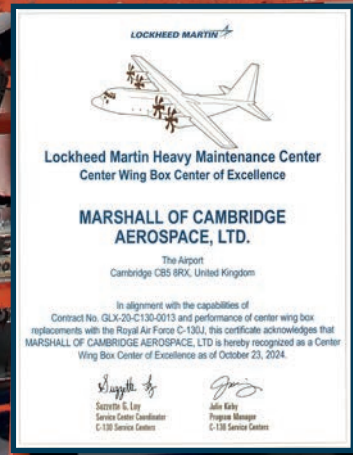 LOCKHEED MARTIN
Lockheed Martin Heavy Maintenance Center
Center Wing Box Center of Excellence
MARSHALL OF CAMBRIDGE
AEROSPACE, LTD.
The Airport
Cambridge CB5 8RX, United Kingdom
In alignment with the capabilities of
Contract No. GLX-20-C130-0013 and performance of center wing box
replacements with the Royal Air Force C-130J, this certificate acknowledges that
MARSHALL OF CAMBRIDGE AEROSPACE, LTD is hereby recognized as a Center
Wing Box Center of Excellence as of October 23, 2024.
Suzzette G. Loy Julie Kirby
Service Center Coordinator Program Manager
C-130 Service Centers C-130 Service Centers